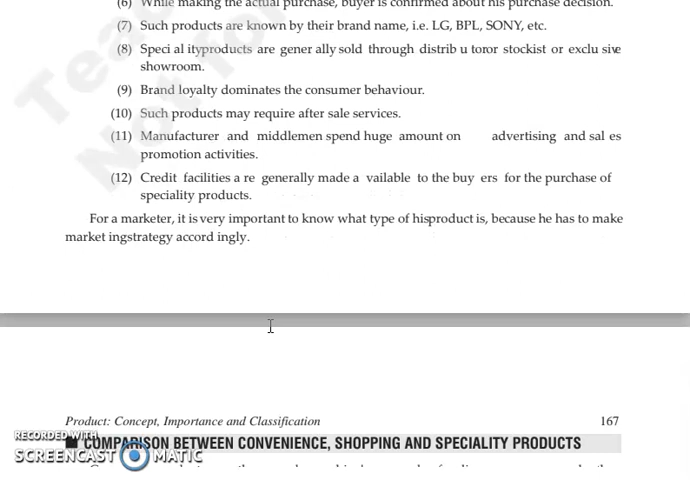 (6) While making the actual purchase, buyer is confirmed about his purchase decision.
(7) Such products are known by their brand name, i.e. LG, BPL, SONY, etc.
(8) Speci al ityproducts are gener ally sold through distrib u toror stockist or exclu sive
showroom.
(9) Brand loyalty dominates the consumer behaviour.
(10) Such products may require after sale services.
(11) Manufacturer and middlemen spend huge amount on advertising and sal es
promotion activities.
(12) Credit facilities a re generally made a vailable to the buy ers for the purchase of
speciality products.
For a marketer, it is very important to know what type of hisproduct is, because he has to make
market ingstrategy accord ingly.
Product: Concept, Importance and Classification 167
COMPARISON BETWEEN CONVENIENCE, SHOPPING AND SPECIALITY PRODUCTS
RECORDED WITH
SCREENCAST MATIC